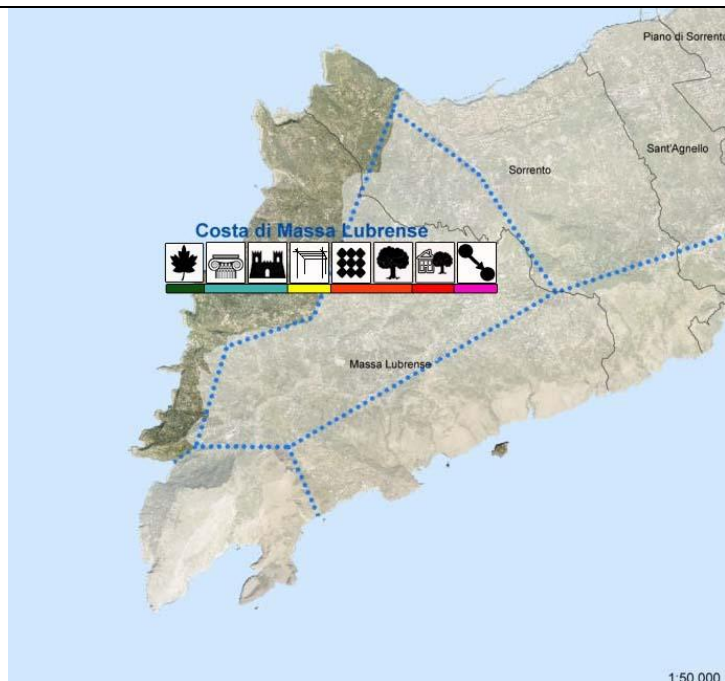 Piano di Sorrento
Sant'Agnello
Sorrento
Costa di Massa Lubrense
Massa Lubrense
1:50.000